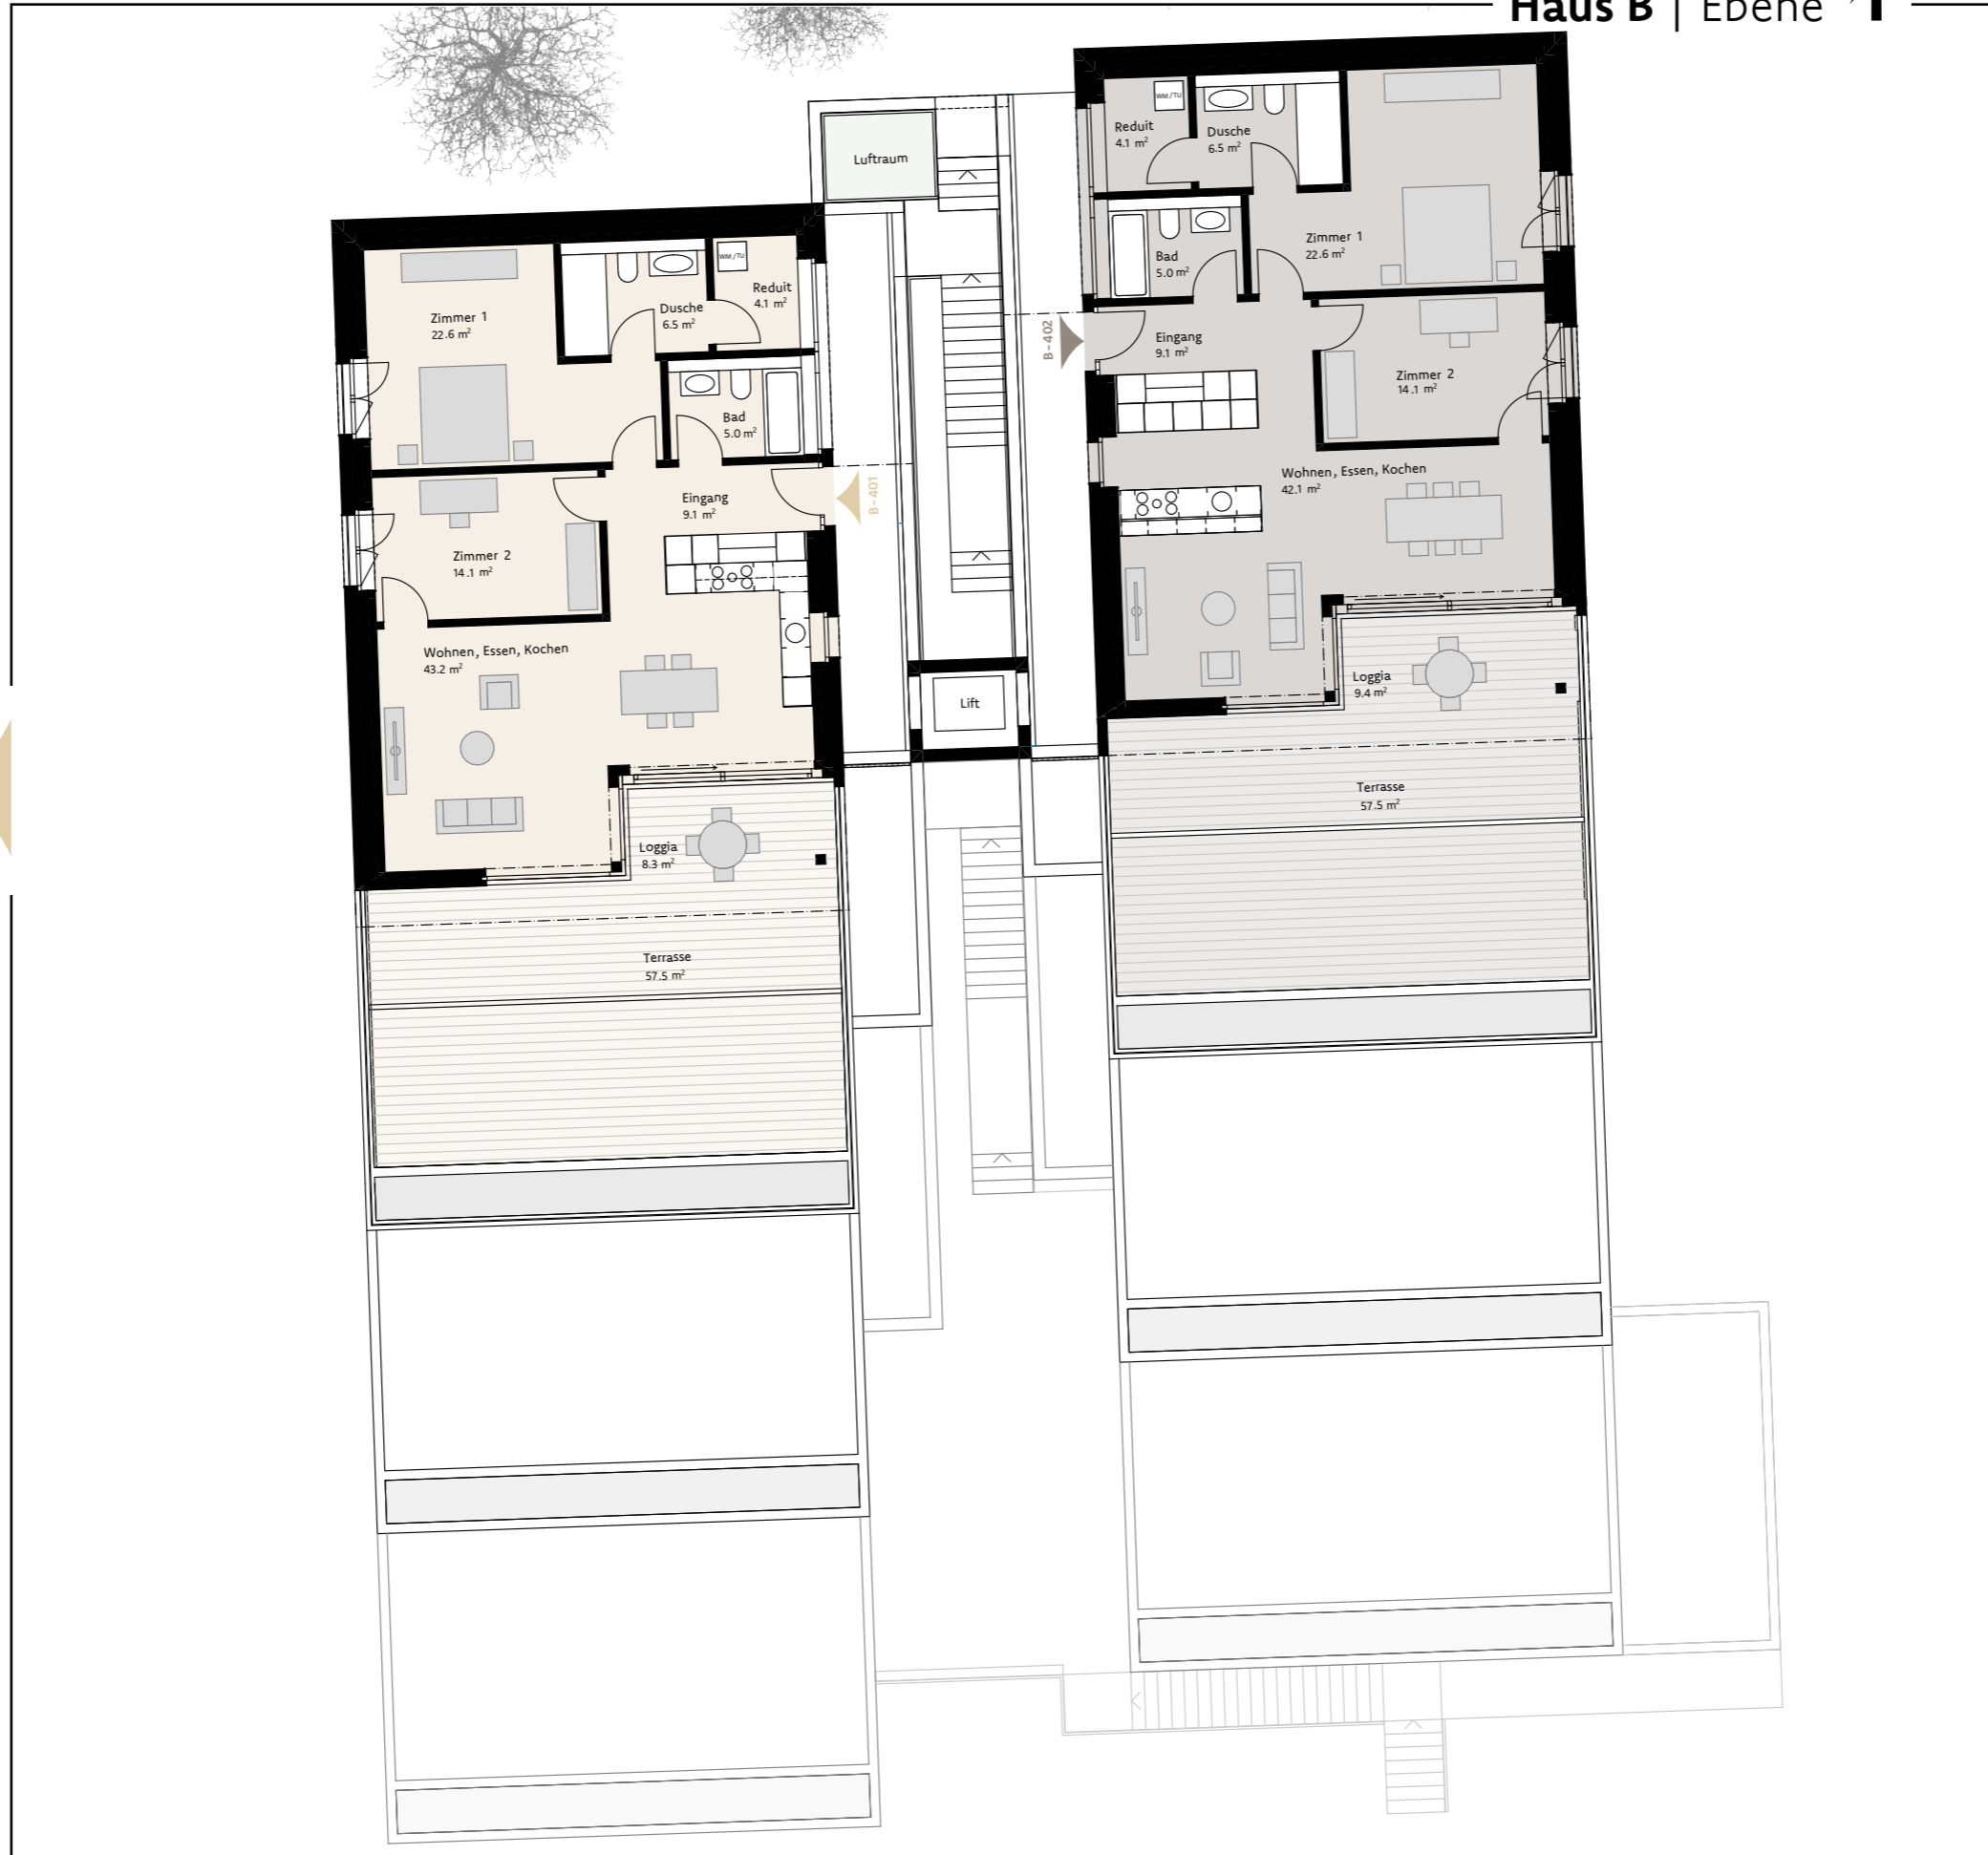 Haus B | Ebene
Luftraum
Zimmer 1
22.6 m²
Dusche
6.5 m²
WM./TU
Reduit
4.1 m²
Bad
5.0 m²
Eingang
9.1 m²
B-401
Zimmer 2
14.1 m²
Wohnen, Essen, Kochen
43.2 m²
Loggia
8.3 m²
Terrasse
57.5 m²
Lift
WM./TU
Reduit
4.1 m²
Dusche
6.5 m²
Zimmer 1
22.6 m²
Bad
5.0 m²
B-402
Eingang
9.1 m²
Zimmer 2
14.1 m²
Wohnen, Essen, Kochen
42.1 m²
Loggia
9.4 m²
Terrasse
57.5 m²